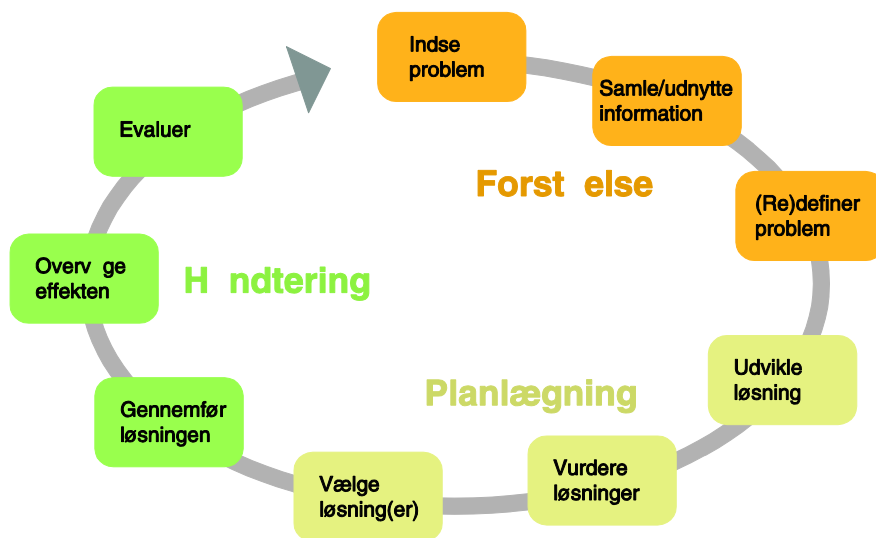 Indse
problem
Samle/udnytte
information
(Re)definer
problem
Forst else
Udvikle
løsning
Vurdere
løsninger
Vælge
løsning(er)
Planlægning
Gennemfør
løsningen
Overv ge
effekten
Evaluer
H ndtering